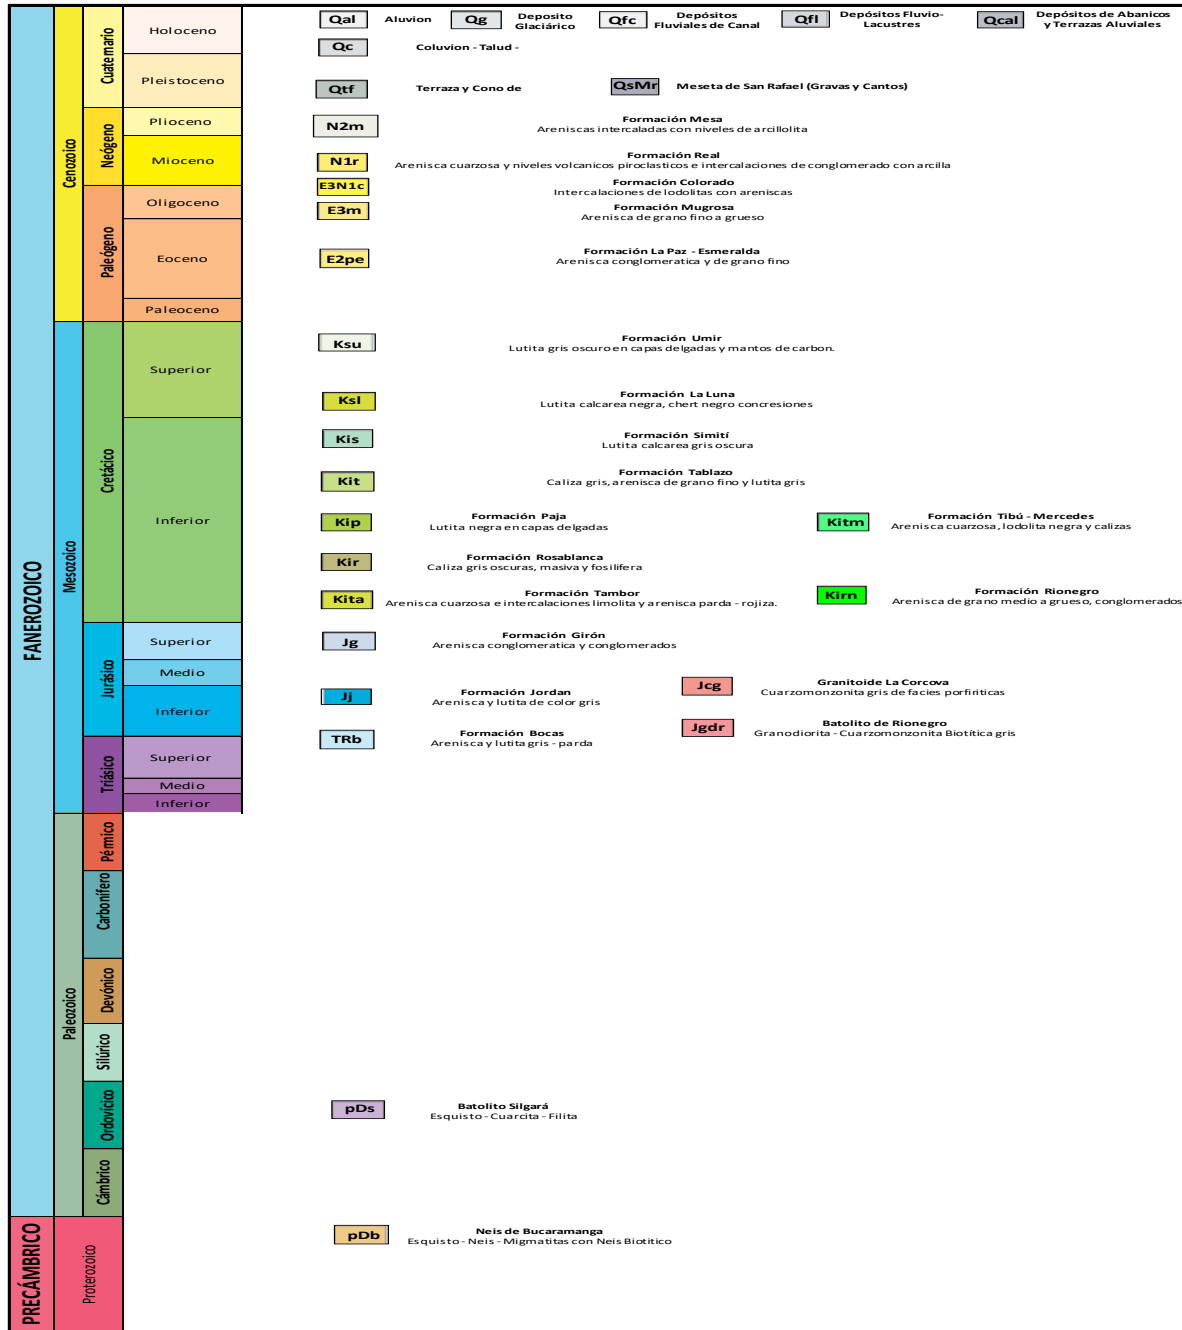 FANEROZOICO
PRECÁMBRICO
Cenozoico
Mesozoico
Paleozoico
Proterozoico
Cuaternario
Neógeno
Paleógeno
Cretácico
Jurásico
Triásico
Pérmico
Carbonífero
Devónico
Silúrico
Ordovícico
Cámbrico
Holoceno
Pleistoceno
Plioceno
Mioceno
Oligoceno
Eoceno
Paleoceno
Superior
Inferior
Superior
Medio
Inferior
Superior
Medio
Inferior
Qal
Aluvion
Qg
Deposito
Glaciárico
Qfc
Depósitos
Fluviales de Canal
Qfl
Depósitos Fluvio-
Lacustres
Qcal
Depósitos de Abanicos
y Terrazas Aluviales
Qc
Coluvion - Talud -
Qtf
Terraza y Cono de
QsMr
Meseta de San Rafael (Gravas y Cantos)
N2m
Formación Mesa
Areniscas intercaladas con niveles de arcillolita
N1r
Formación Real
Arenisca cuarzosa y niveles volcanicos piroclasticos e intercalaciones de conglomerado con arcilla
E3N1c
Formación Colorado
Intercalaciones de lodolitas con areniscas
E3m
Formación Mugrosa
Arenisca de grano fino a grueso
E2pe
Formación La Paz - Esmeralda
Arenisca conglomeratica y de grano fino
Ksu
Formación Umir
Lutita gris oscuro en capas delgadas y mantos de carbon.
Ksl
Formación La Luna
Lutita calcarea negra, chert negro concresiones
Kis
Formación Simití
Lutita calcarea gris oscura
Kit
Formación Tablazo
Caliza gris, arenisca de grano fino y lutita gris
Kip
Formación Paja
Lutita negra en capas delgadas
Kitm
Formación Tibú - Mercedes
Arenisca cuarzosa, lodolita negra y calizas
Kir
Formación Rosablanca
Caliza gris oscuras, masiva y fosilifera
Kita
Formación Tambor
Arenisca cuarzosa e intercalaciones limolita y arenisca parda - rojiza.
Kirn
Formación Rionegro
Arenisca de grano medio a grueso, conglomerados
Jg
Formación Girón
Arenisca conglomeratica y conglomerados
Jj
Formación Jordan
Arenisca y lutita de color gris
Jcg
Granitoide La Corcova
Cuarzomonzonita gris de facies porfiriticas
TRb
Formación Bocas
Arenisca y lutita gris - parda
Jgdr
Batolito de Rionegro
Granodiorita - Cuarzomonzonita Biotítica gris
pDs
Batolito Silgará
Esquisto - Cuarcita - Filita
pDb
Neis de Bucaramanga
Esquisto - Neis - Migmatitas con Neis Biotitico